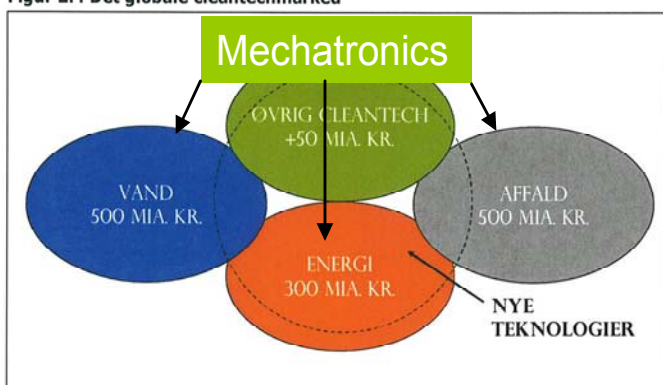 Mechatronics
ØVRIG CLEANTECH
+50 MIA. KR.
VAND
500 MIA. KR.
AFFALD
500 MIA. KR.
ENERGI
300 MIA. KR.
NYE
TEKNOLOGIER